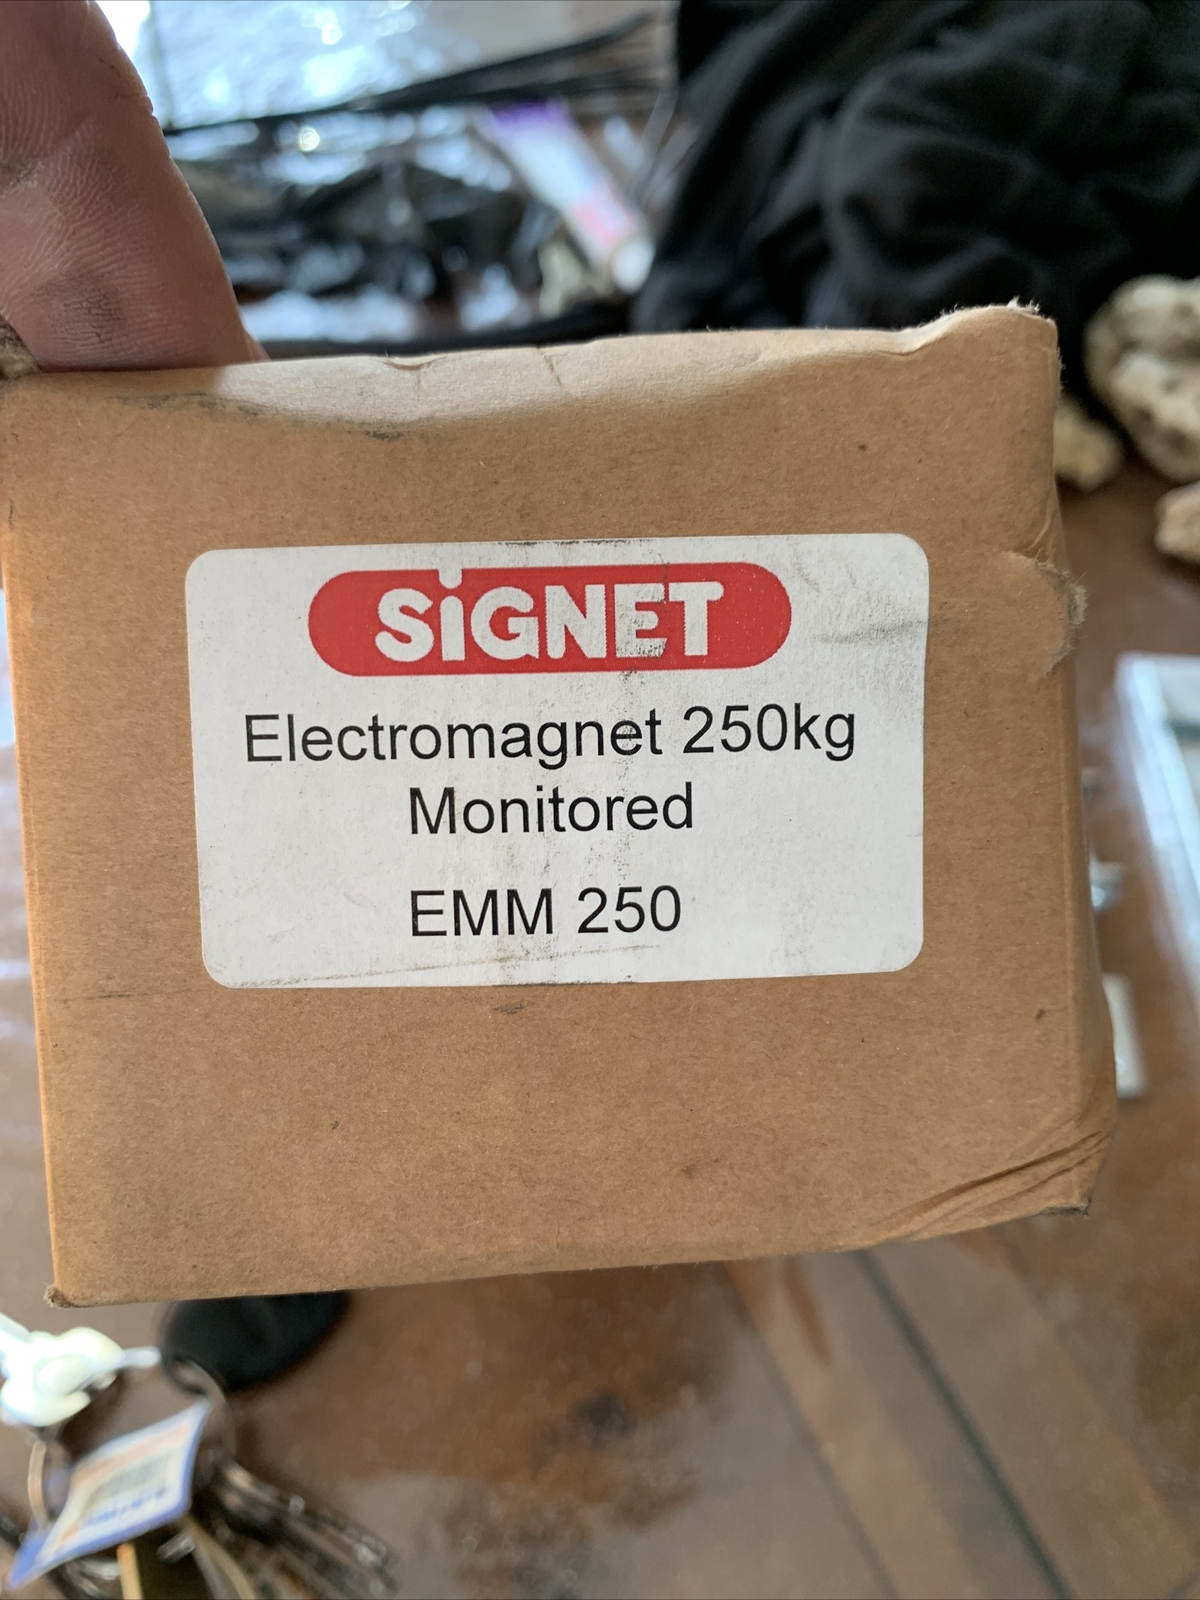 SiGNET
Electromagnet 250kg
Monitored
EMM 250